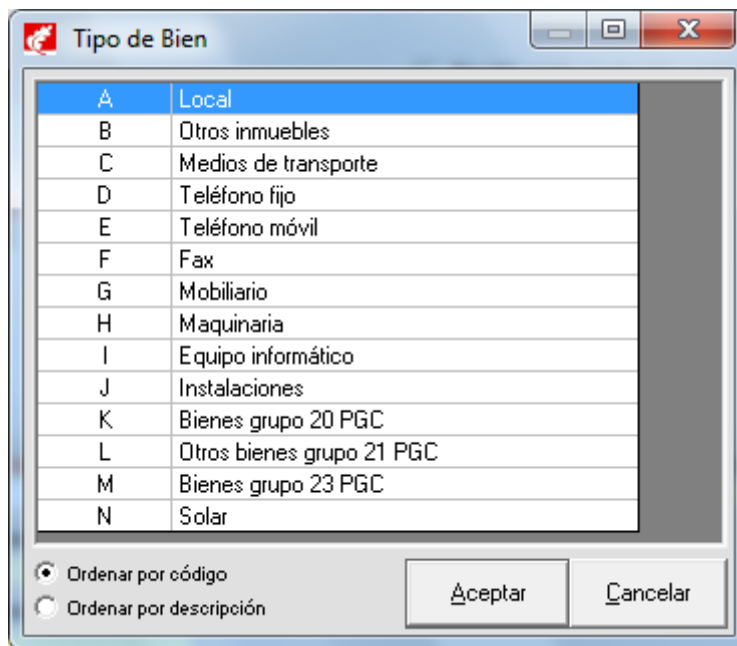 Tipo de Bien
A Local
B Otros inmuebles
C Medios de transporte
D Teléfono fijo
E Teléfono móvil
F Fax
G Mobiliario
H Maquinaria
I Equipo informático
J Instalaciones
K Bienes grupo 20 PGC
L Otros bienes grupo 21 PGC
M Bienes grupo 23 PGC
N Solar
Ordenar por código
Ordenar por descripción
Aceptar
Cancelar